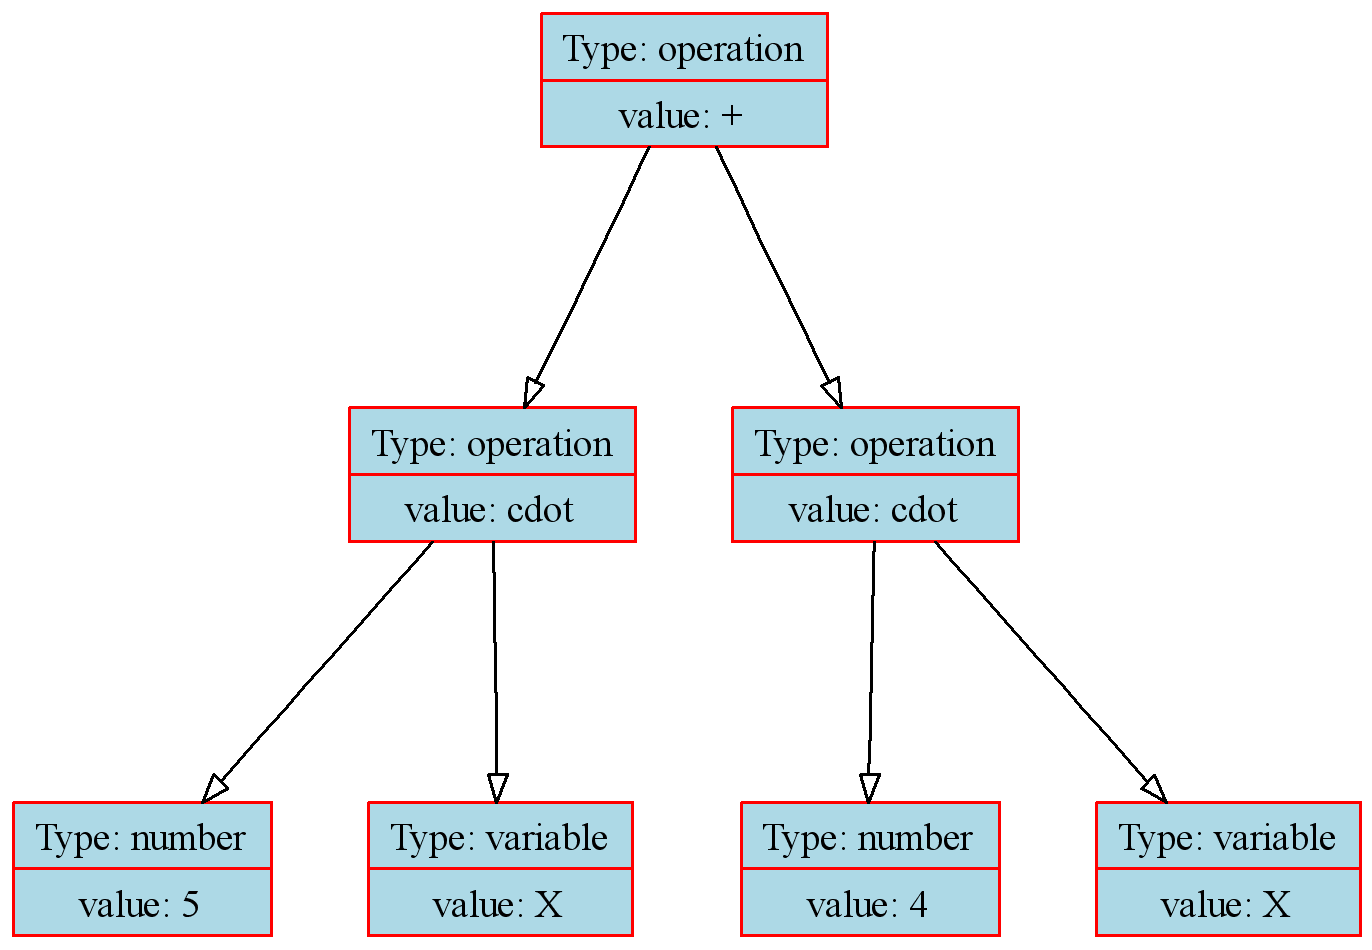 Type: operation
value: +
Type: operation
value: cdot
Type: operation
value: cdot
Type: number
value: 5
Type: variable
value: X
Type: number
value: 4
Type: variable
value: X